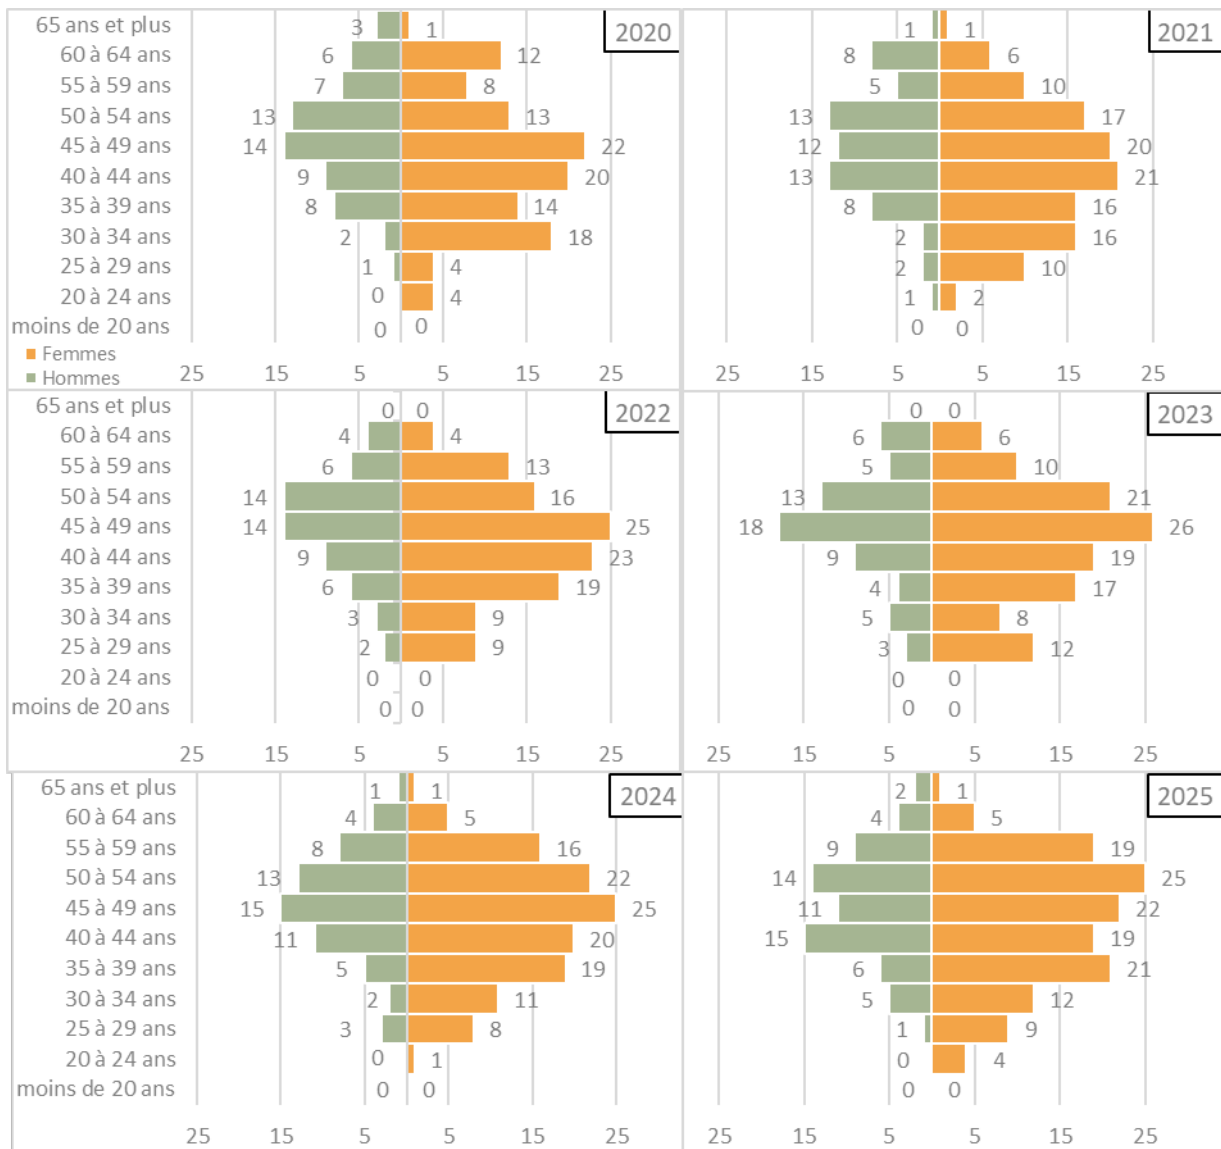 65 ans et plus 3 1 2020 1 1 2021
60 à 64 ans 6 12 8 6
55 à 59 ans 7 8 5 10
50 à 54 ans 13 13 13 17
45 à 49 ans 14 22 12 20
40 à 44 ans 9 20 13 21
35 à 39 ans 8 14 8 16
30 à 34 ans 2 18 2 16
25 à 29 ans 1 4 2 10
20 à 24 ans 0 4 1 2
moins de 20 ans 0 0 0 0
Femmes
Hommes 25 15 5 5 15 25 25 15 5 5 15 25
65 ans et plus 0 0 2022 0 0 2023
60 à 64 ans 4 4 6 6
55 à 59 ans 6 13 5 10
50 à 54 ans 14 16 13 21
45 à 49 ans 14 25 18 26
40 à 44 ans 9 23 9 19
35 à 39 ans 6 19 4 17
30 à 34 ans 3 9 5 8
25 à 29 ans 2 9 3 12
20 à 24 ans 0 0 0 0
moins de 20 ans 0 0 0 0
25 15 5 5 15 25 25 15 5 5 15 25
65 ans et plus 1 1 2024 2 1 2025
60 à 64 ans 4 5 4 5
55 à 59 ans 8 16 9 19
50 à 54 ans 13 22 14 25
45 à 49 ans 15 25 11 22
40 à 44 ans 11 20 15 19
35 à 39 ans 5 19 6 21
30 à 34 ans 2 11 5 12
25 à 29 ans 3 8 1 9
20 à 24 ans 0 1 0 4
moins de 20 ans 0 0 0 0
25 15 5 5 15 25 25 15 5 5 15 25